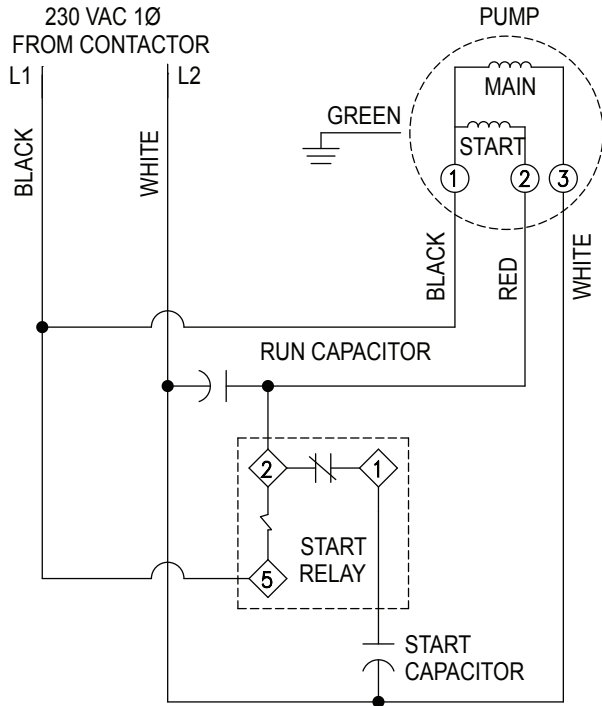 230 VAC 1Ø
FROM CONTACTOR
L1
L2
PUMP
MAIN
START
GREEN
1
2
3
BLACK
WHITE
BLACK
RED
WHITE
RUN CAPACITOR
2
1
START
RELAY
5
START
CAPACITOR